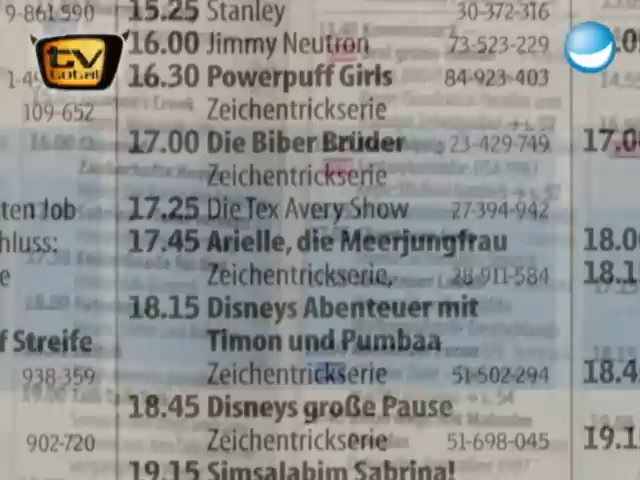 9-861 590
15.25 Stanley 30-372-316
tv total
16.00 Jimmy Neutron 73-523-229
16.30 Powerpuff Girls 84-923-403
109-652 Zeichentrickserie
17.00 Die Biber Brüder 23-429-749 17.0
Zeichentrickserie
ten Job 17.25 Die Tex Avery Show 27-394-942
hluss: 17.45 Arielle, die Meerjungfrau 18.0
e Zeichentrickserie, 28-911-584 18.1
18.15 Disneys Abenteuer mit
f Streife Timon und Pumbaa
938-359 Zeichentrickserie 51-502-294 18.4
18.45 Disneys große Pause
902-720 Zeichentrickserie 51-698-045 19.1
19.15 Simsalabim Sabrina!